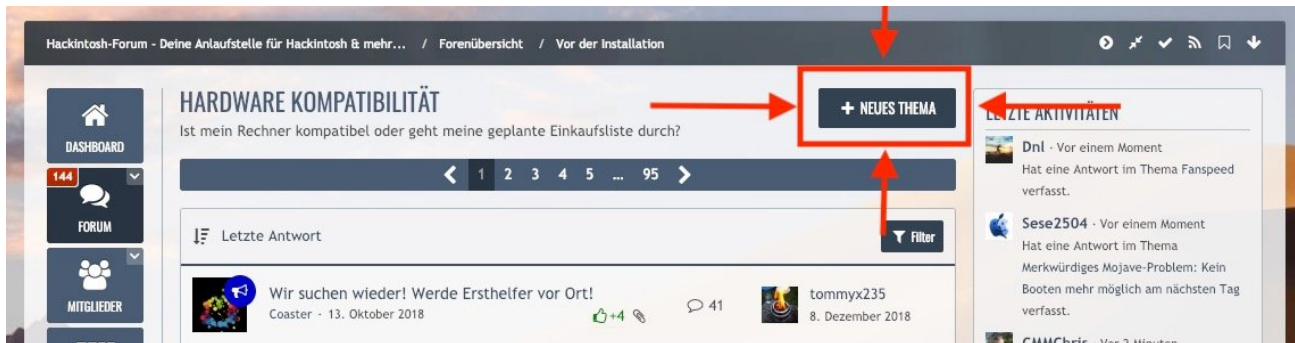 Hackintosh-Forum - Deine Anlaufstelle für Hackintosh & mehr... / Forenübersicht / Vor der Installation
DASHBOARD
144
FORUM
MITGLIEDER
HARDWARE KOMPATIBILITÄT
Ist mein Rechner kompatibel oder geht meine geplante Einkaufsliste durch?
+ NEUES THEMA
1 2 3 4 5 ... 95
Letzte Antwort
Filter
Wir suchen wieder! Werde Ersthelfer vor Ort!
Coaster · 13. Oktober 2018
+4
41
tommyx235
8. Dezember 2018
LETZTE AKTIVITÄTEN
Dnl · Vor einem Moment
Hat eine Antwort im Thema Fanspeed
verfasst.
Sese2504 · Vor einem Moment
Hat eine Antwort im Thema
Merkwürdiges Mojave-Problem: Kein
Booten mehr möglich am nächsten Tag
verfasst.
CMMChris · Vor 2 Minuten